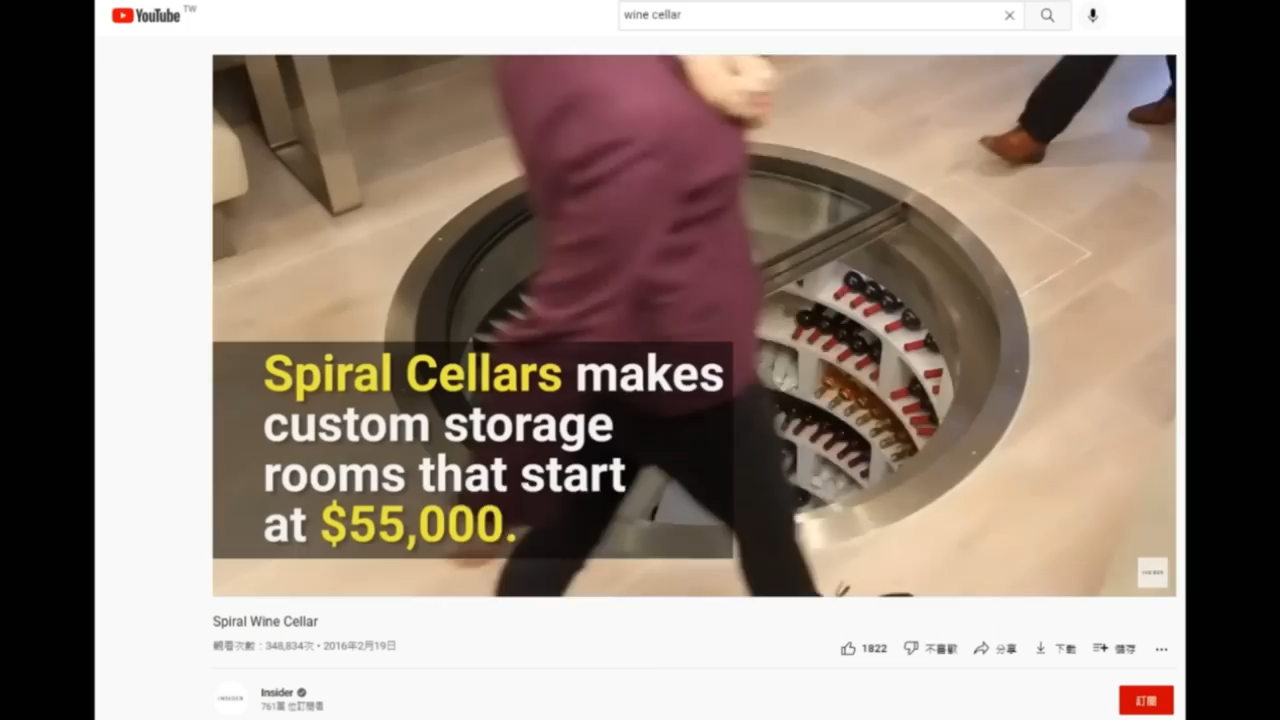 YouTube TW
wine cellar
Spiral Cellars makes
custom storage
rooms that start
at $55,000.
INSIDER
Spiral Wine Cellar
觀看次數：348,834次 • 2016年2月19日
1822 不喜歡 分享 下載 儲存
INSIDER
Insider
761萬 位訂閱者
訂閱